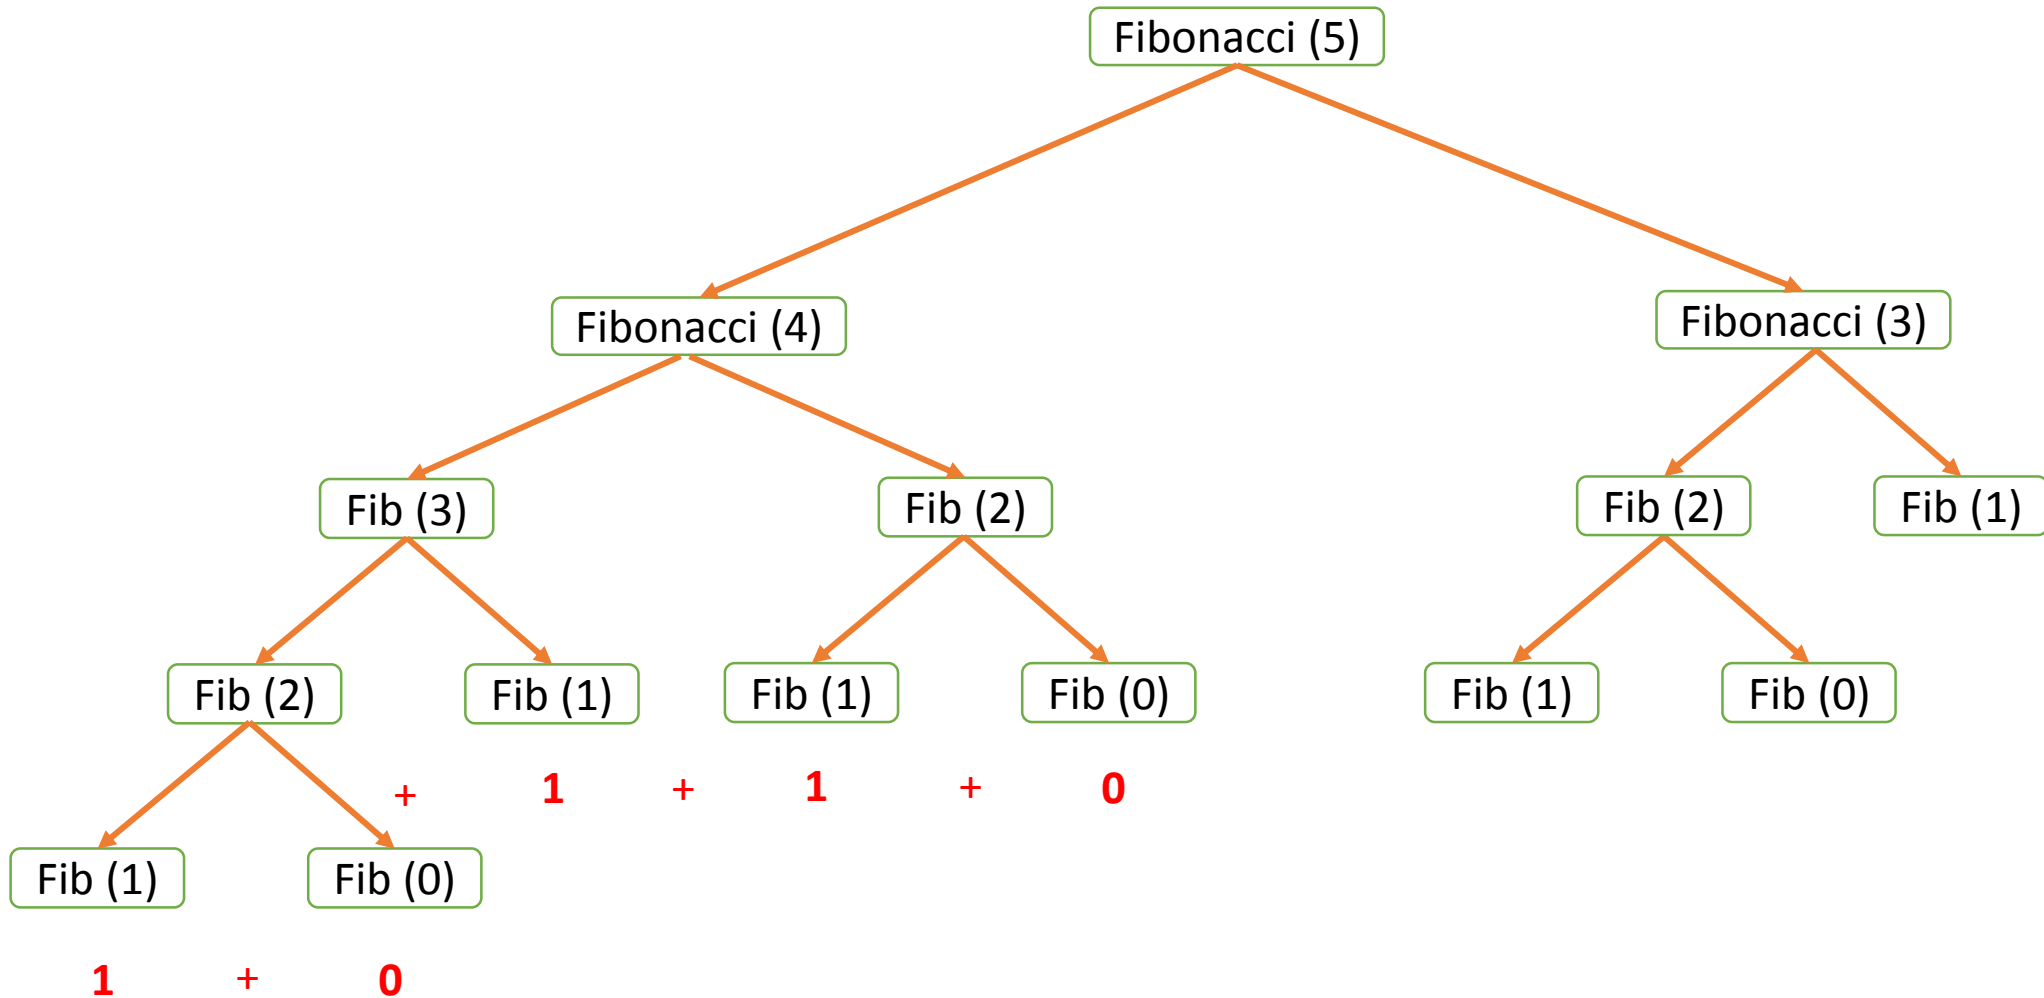 Fibonacci (5)
Fibonacci (4)
Fibonacci (3)
Fib (3)
Fib (2)
Fib (2)
Fib (1)
Fib (2)
Fib (1)
Fib (1)
Fib (0)
Fib (1)
Fib (0)
+ 1 + 1 + 0
Fib (1)
Fib (0)
1 + 0